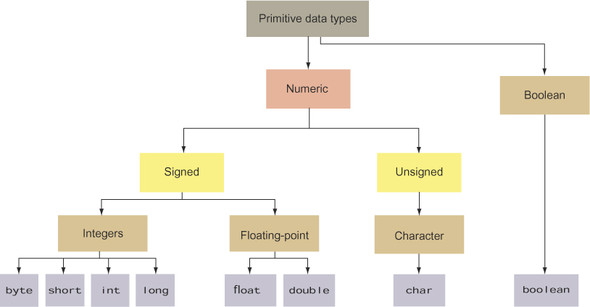 Primitive data types
Numeric
Boolean
Signed
Unsigned
Integers
Floating-point
Character
byte
short
int
long
float
double
char
boolean